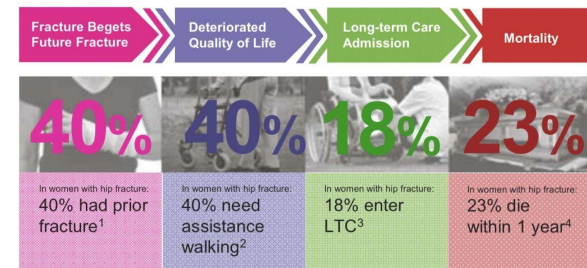 Fracture Begets
Future Fracture
Deteriorated
Quality of Life
Long-term Care
Admission
Mortality
40%
40%
18%
23%
In women with hip fracture:
40% had prior
fracture1
In women with hip fracture:
40% need
assistance
walking2
In women with hip fracture:
18% enter
LTC3
In women with hip fracture:
23% die
within 1 year4